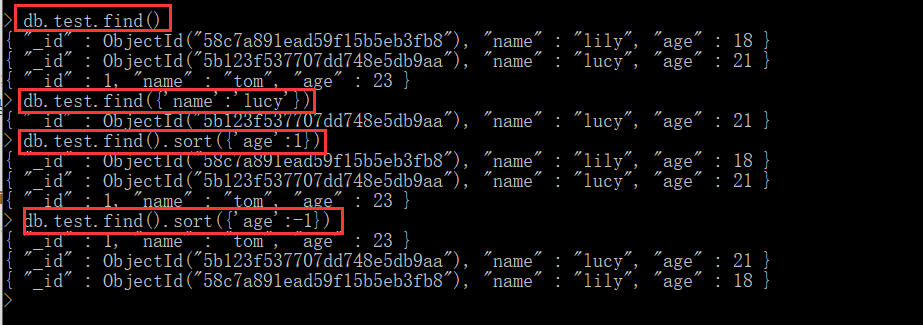 > db.test.find()
{ "_id" : ObjectId("58c7a891ead59f15b5eb3fb8"), "name" : "lily", "age" : 18 }
{ "_id" : ObjectId("5b123f537707dd748e5db9aa"), "name" : "lucy", "age" : 21 }
{ "_id" : 1, "name" : "tom", "age" : 23 }
> db.test.find({'name':'lucy'})
{ "_id" : ObjectId("5b123f537707dd748e5db9aa"), "name" : "lucy", "age" : 21 }
> db.test.find().sort({'age':1})
{ "_id" : ObjectId("58c7a891ead59f15b5eb3fb8"), "name" : "lily", "age" : 18 }
{ "_id" : ObjectId("5b123f537707dd748e5db9aa"), "name" : "lucy", "age" : 21 }
{ "_id" : 1, "name" : "tom", "age" : 23 }
> db.test.find().sort({'age':-1})
{ "_id" : 1, "name" : "tom", "age" : 23 }
{ "_id" : ObjectId("5b123f537707dd748e5db9aa"), "name" : "lucy", "age" : 21 }
{ "_id" : ObjectId("58c7a891ead59f15b5eb3fb8"), "name" : "lily", "age" : 18 }
>